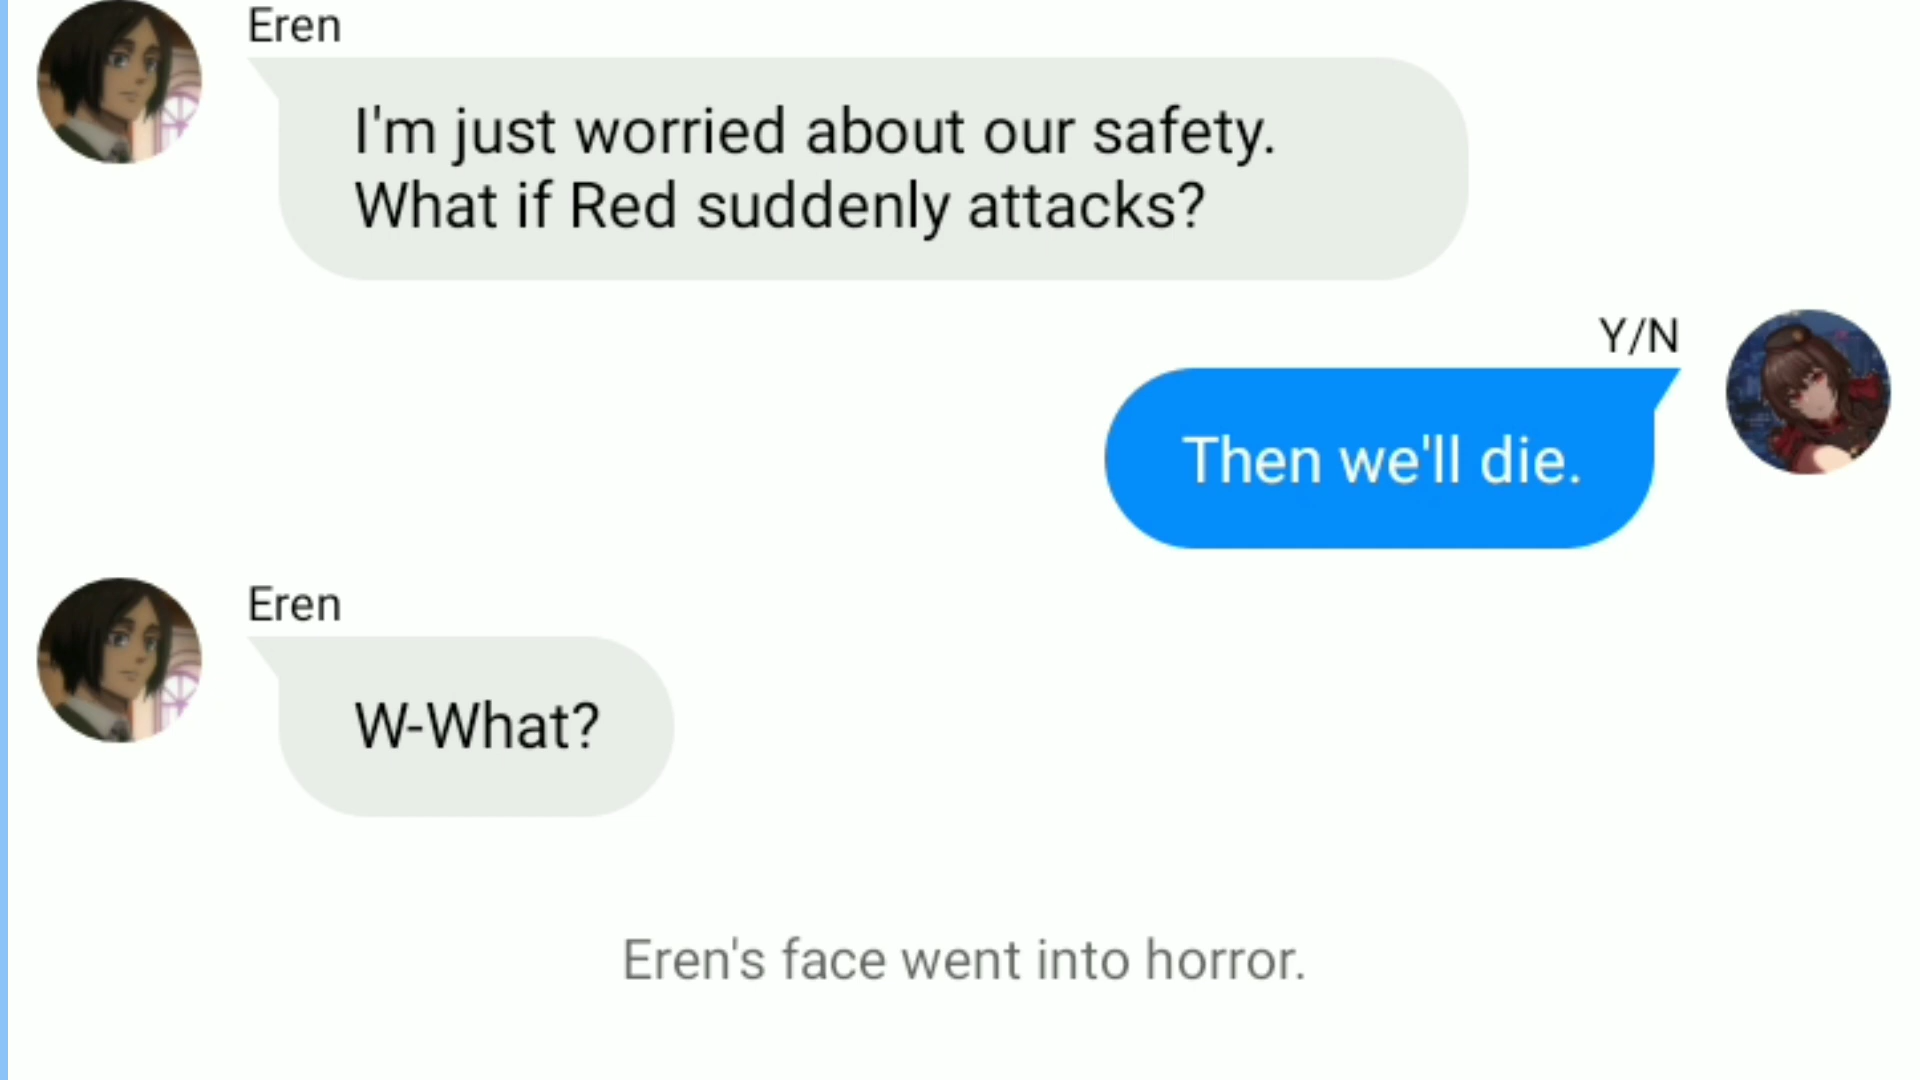 Eren
I'm just worried about our safety.
What if Red suddenly attacks?
Y/N
Then we'll die.
Eren
W-What?
Eren's face went into horror.